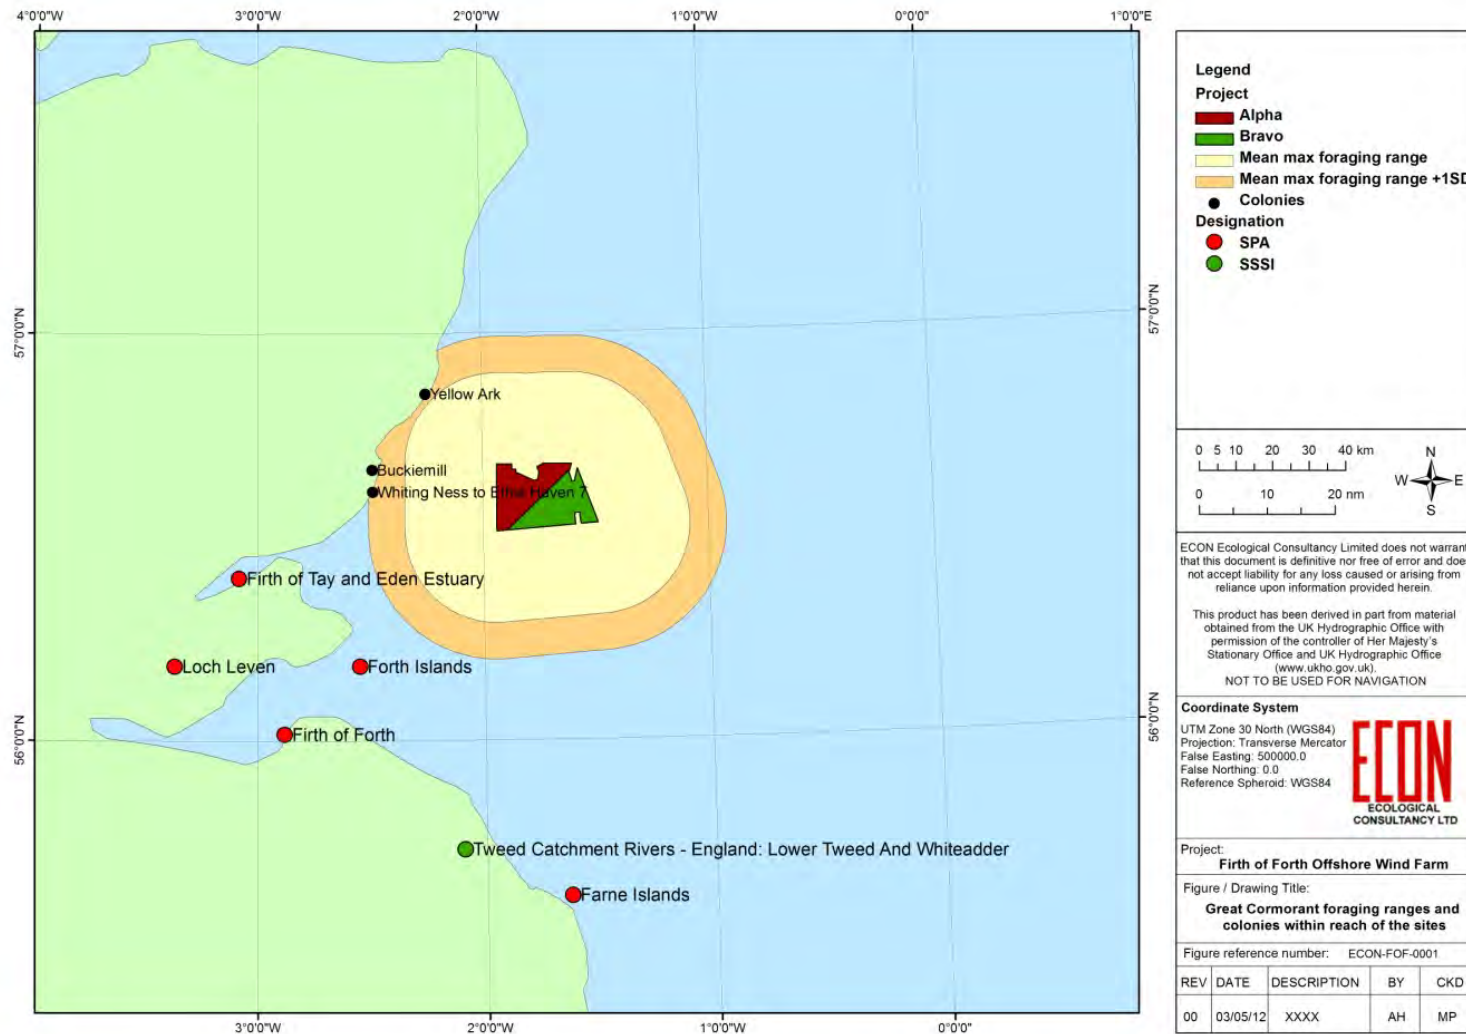 4°0'0"W
3°0'0"W
2°0'0"W
1°0'0"W
0°0'0"
1°0'0"E
57°0'0"N
57°0'0"N
56°0'0"N
56°0'0"N
Yellow Ark
Buckiemill
Whiting Ness to Ethie Haven 7
Firth of Tay and Eden Estuary
Loch Leven
Forth Islands
Firth of Forth
Tweed Catchment Rivers - England: Lower Tweed And Whiteadder
Farne Islands
3°0'0"W
2°0'0"W
1°0'0"W
0°0'0"
Legend
Project
Alpha
Bravo
Mean max foraging range
Mean max foraging range +1SD
Colonies
Designation
SPA
SSSI
0 5 10 20 30 40 km
0 10 20 nm
N
W E
S
ECON Ecological Consultancy Limited does not warrant
that this document is definitive nor free of error and does
not accept liability for any loss caused or arising from
reliance upon information provided herein.
This product has been derived in part from material
obtained from the UK Hydrographic Office with
permission of the controller of Her Majesty's
Stationary Office and UK Hydrographic Office
(www.ukho.gov.uk).
NOT TO BE USED FOR NAVIGATION
Coordinate System
UTM Zone 30 North (WGS84)
Projection: Transverse Mercator
False Easting: 500000.0
False Northing: 0.0
Reference Spheroid: WGS84
ECON
ECOLOGICAL
CONSULTANCY LTD
Project:
Firth of Forth Offshore Wind Farm
Figure / Drawing Title:
Great Cormorant foraging ranges and
colonies within reach of the sites
Figure reference number: ECON-FOF-0001
REV DATE DESCRIPTION BY CKD
00 03/05/12 XXXX AH MP